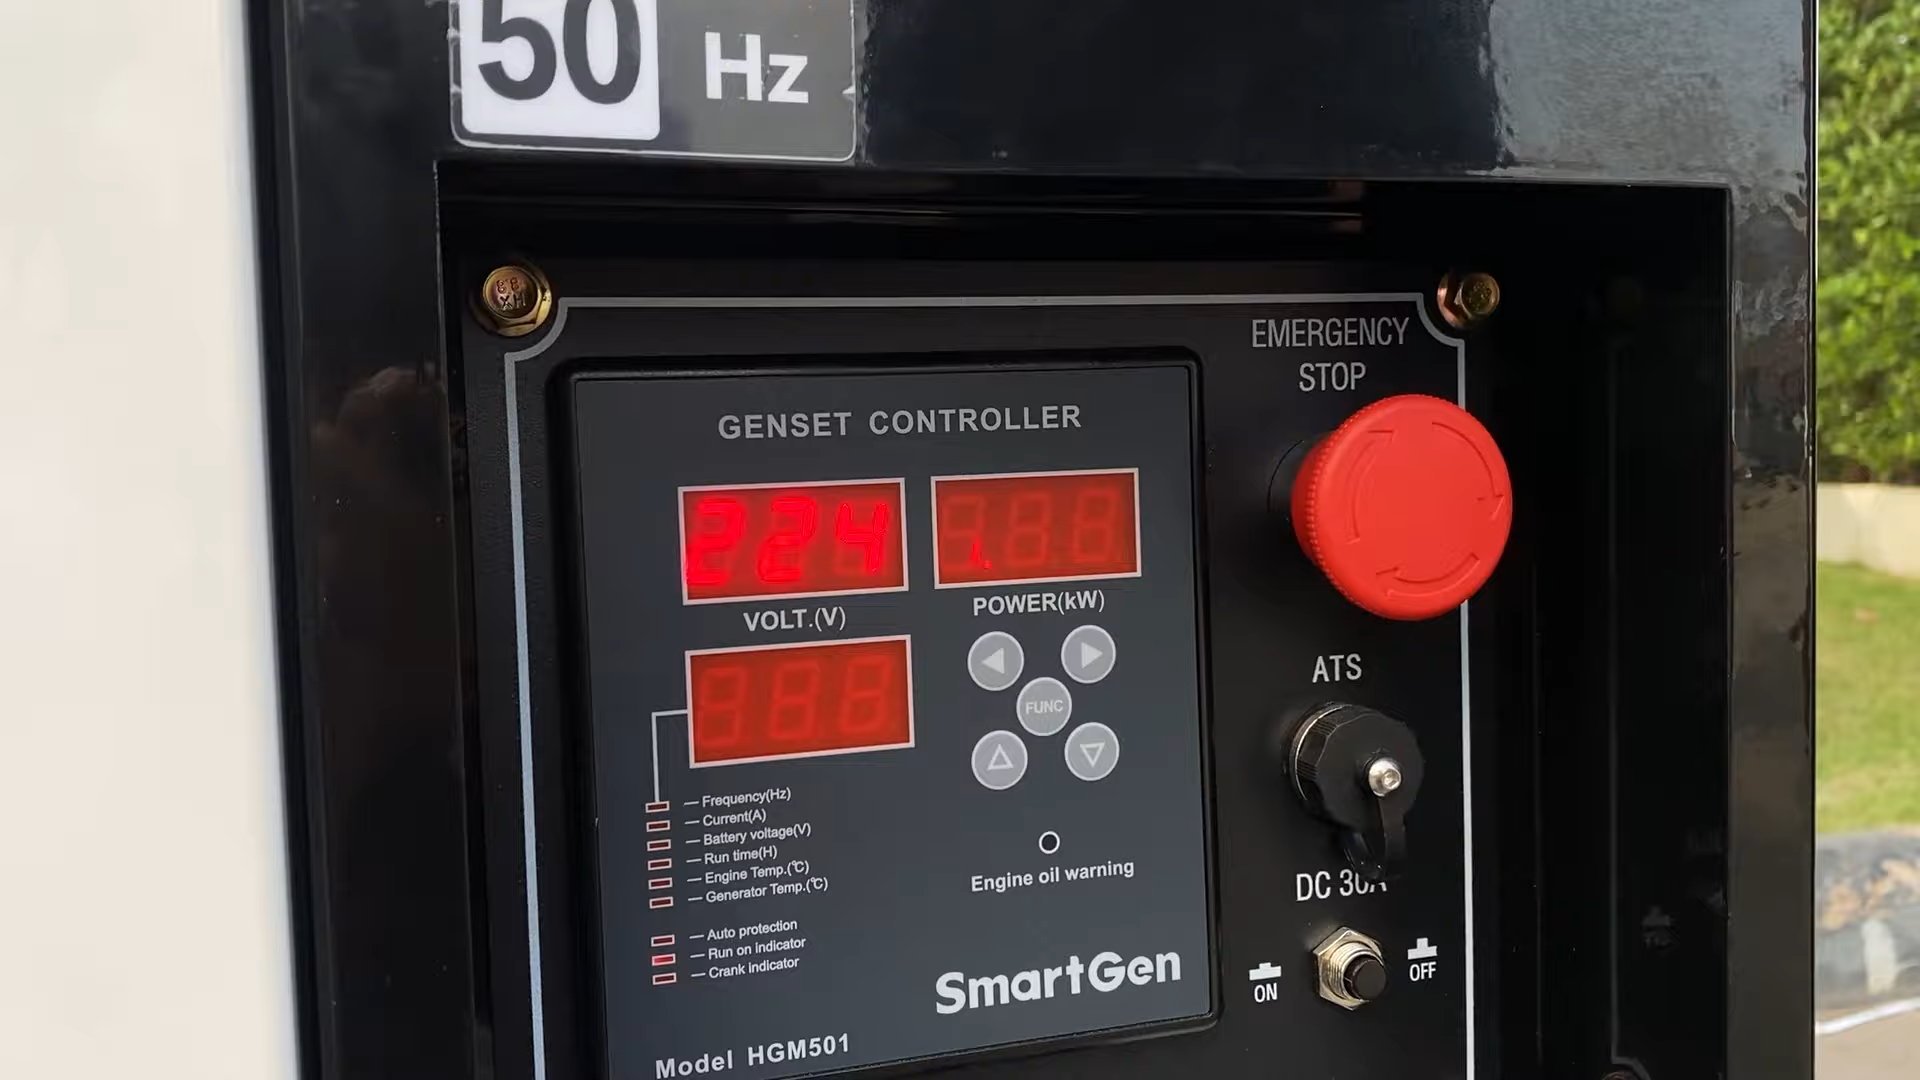 50 Hz
EMERGENCY
STOP
GENSET CONTROLLER
224
VOLT.(V)
POWER(kW)
FUNC
ATS
Frequency(Hz)
Current(A)
Battery voltage(V)
Run time(H)
Engine Temp.(℃)
Generator Temp.(℃)
Engine oil warning
DC 30A
Auto protection
Run on indicator
Crank indicator
SmartGen
ON
OFF
Model HGM501